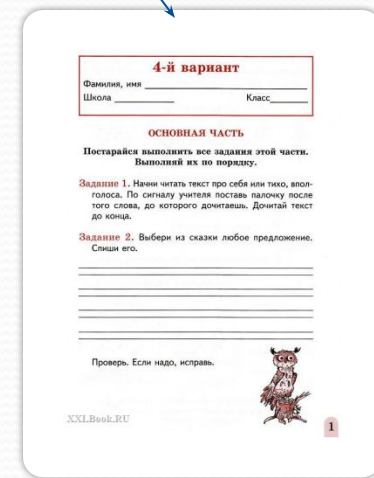 4-й вариант
Фамилия, имя
Школа Класс
ОСНОВНАЯ ЧАСТЬ
Постарайся выполнить все задания этой части.
Выполняй их по порядку.
Задание 1. Начни читать текст про себя или тихо, впол-
голоса. По сигналу учителя поставь палочку после
того слова, до которого дочитаешь. Дочитай текст
до конца.
Задание 2. Выбери из сказки любое предложение.
Спиши его.
Проверь. Если надо, исправь.
XXLBook.RU
1